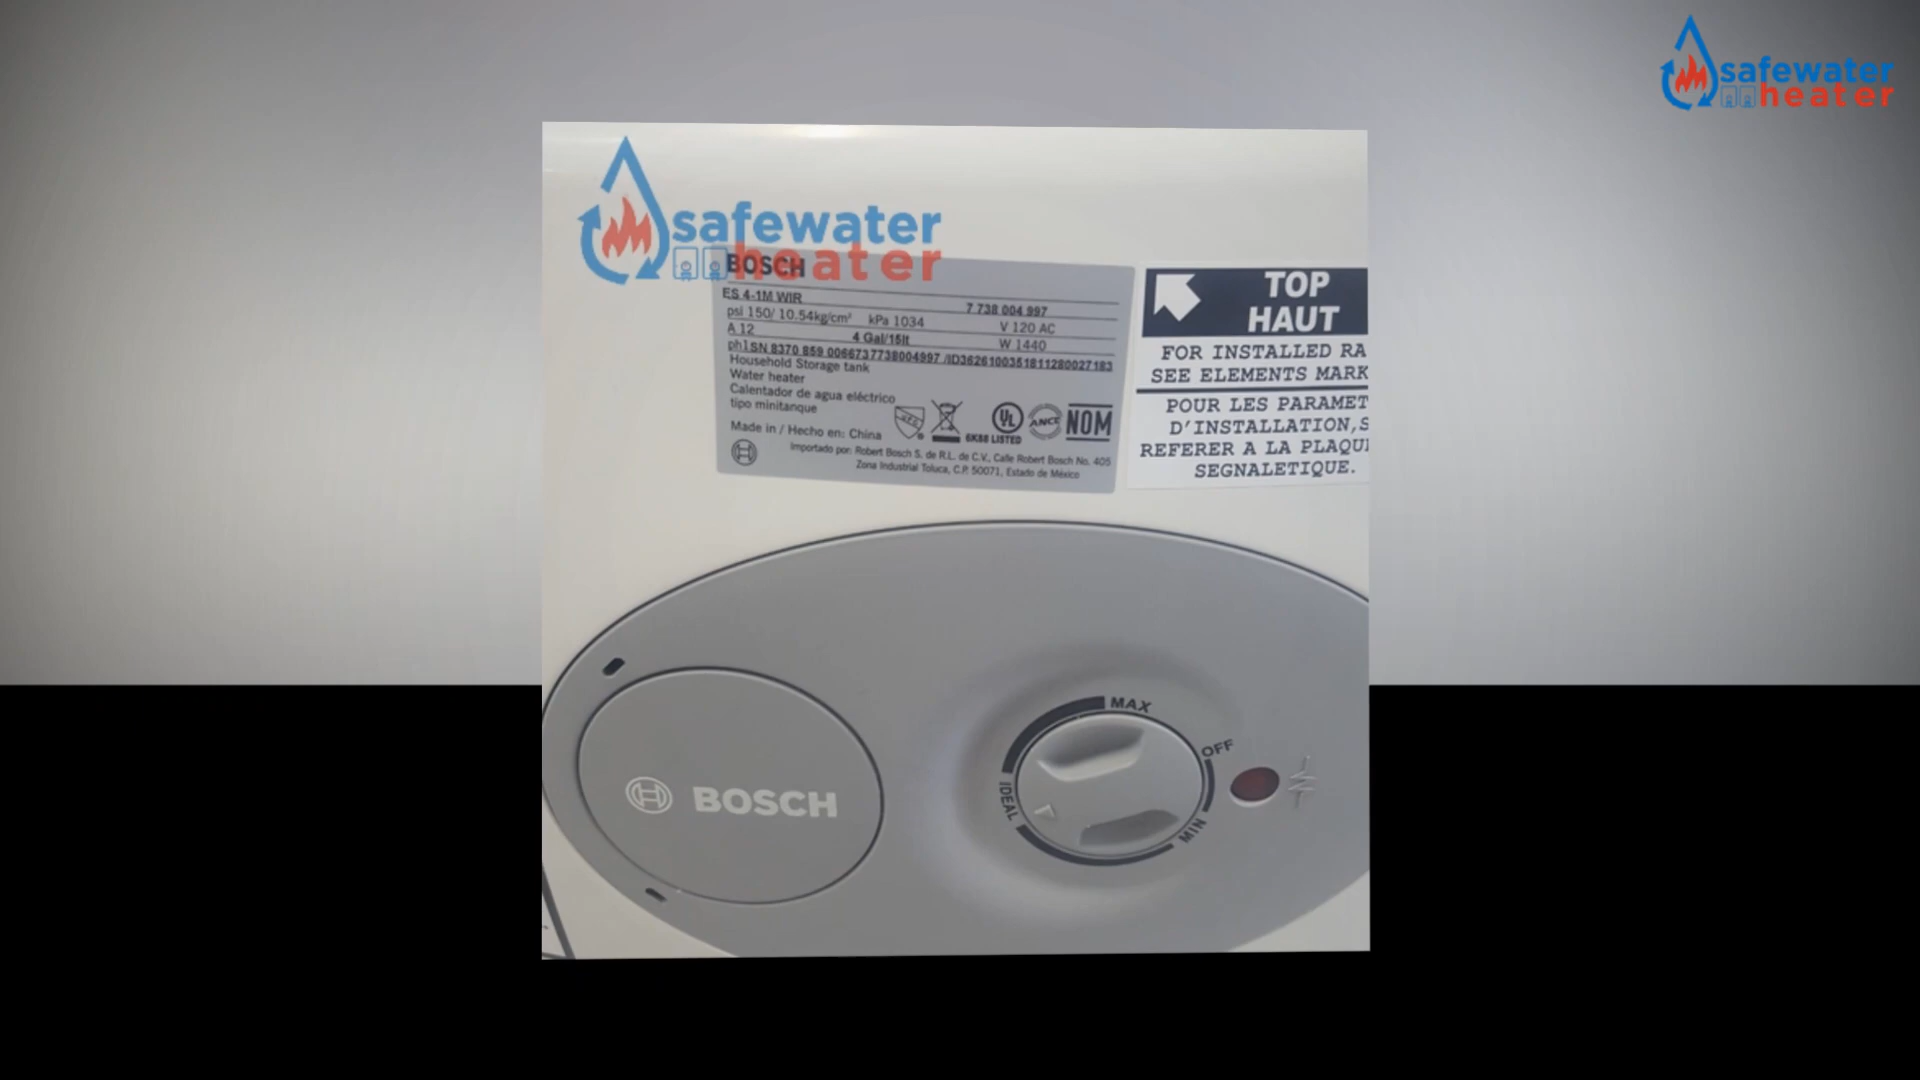 safewater
heater
safewater
heater
BOSCH
ES 4-1M WIR 7 738 004 997
psi 150/ 10.54kg/cm² kPa 1034 V 120 AC
A 12 4 Gal/15lt W 1440
ph1 SN 8370 859 0066737738004997 /ID3626100351811280027183
Household Storage tank
Water heater
Calentador de agua eléctrico
tipo minitanque
UL ANCE NOM
6K88 LISTED
Made in / Hecho en: China
Importado por: Robert Bosch S. de R.L. de C.V., Calle Robert Bosch No. 405
Zona Industrial Toluca, C.P. 50071, Estado de México
TOP
HAUT
FOR INSTALLED RA
SEE ELEMENTS MARK
POUR LES PARAMET
D'INSTALLATION, S
REFERER A LA PLAQU
SEGNALETIQUE.
MAX
OFF
IDEAL
MIN
BOSCH